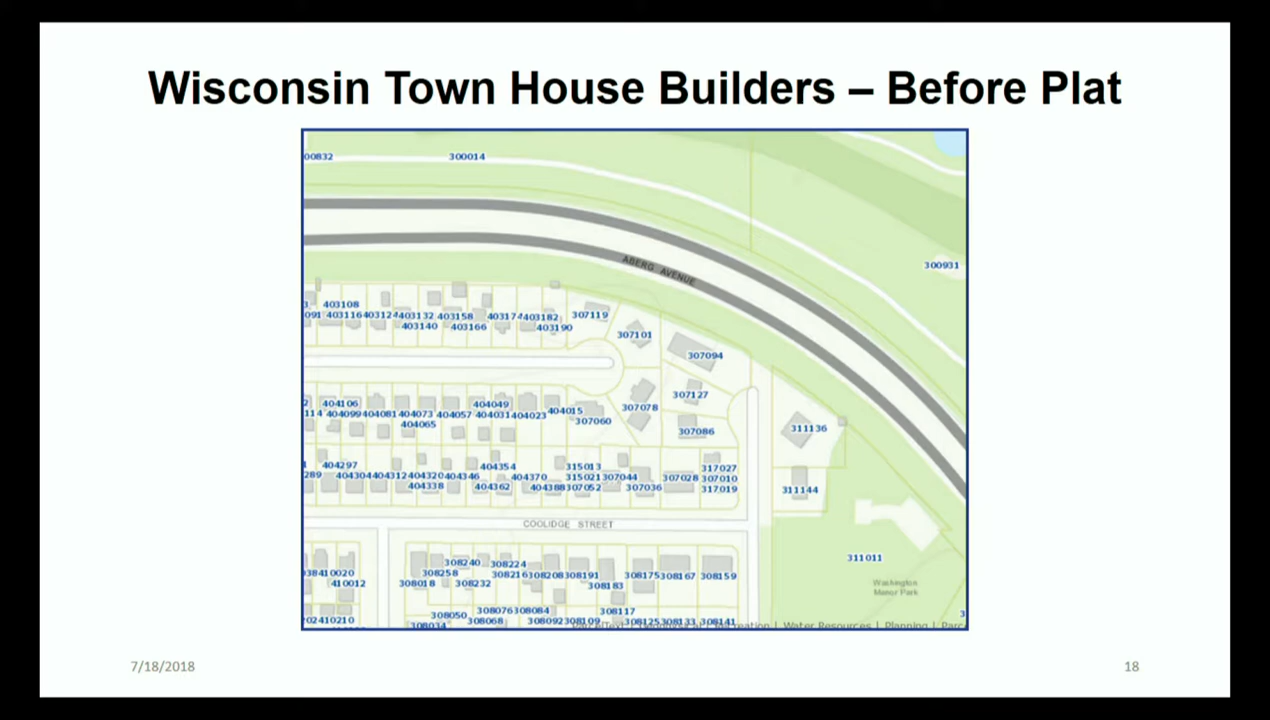 Wisconsin Town House Builders – Before Plat
00832 300014
300931
ABERG AVENUE
403108
403116 403132 403158 403182 307119
403140 403166 403190
307101
307094
307127
307078
307086
404106 404049
404099 404081 404073 404057 404031 404023 404015
404065 307060
311136
404297 404354 315013 317027
289 404304 404312 404320 404346 404370 315021 307044 307028 307010
404338 404362 404388 307052 307036 317019
311144
COOLIDGE STREET
311011
308240 308224
410020 308258 308216 308208 308191 308175 308167 308159
410012 308018 308232 308183
Washington
Manor Park
308050 308076 308084 308117
410210 308068 308092 308109 308125 308133 308141
308034
Water Resources | Planning |
7/18/2018 18